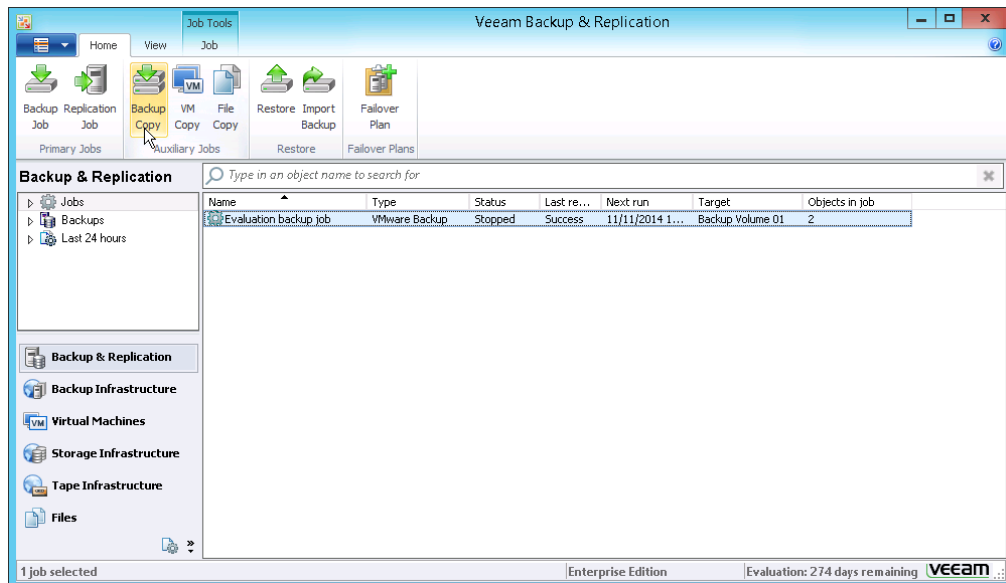 Job Tools
Veeam Backup & Replication
Home View Job
Backup Job
Replication Job
Backup Copy
VM
VM Copy
File Copy
Restore
Import Backup
Failover Plan
Primary Jobs
Auxiliary Jobs
Restore
Failover Plans
Backup & Replication
Type in an object name to search for
Jobs
Backups
Last 24 hours
Name Type Status Last re... Next run Target Objects in job
Evaluation backup job VMware Backup Stopped Success 11/11/2014 1... Backup Volume 01 2
Backup & Replication
Backup Infrastructure
VM
Virtual Machines
Storage Infrastructure
Tape Infrastructure
Files
1 job selected
Enterprise Edition
Evaluation: 274 days remaining
veeam